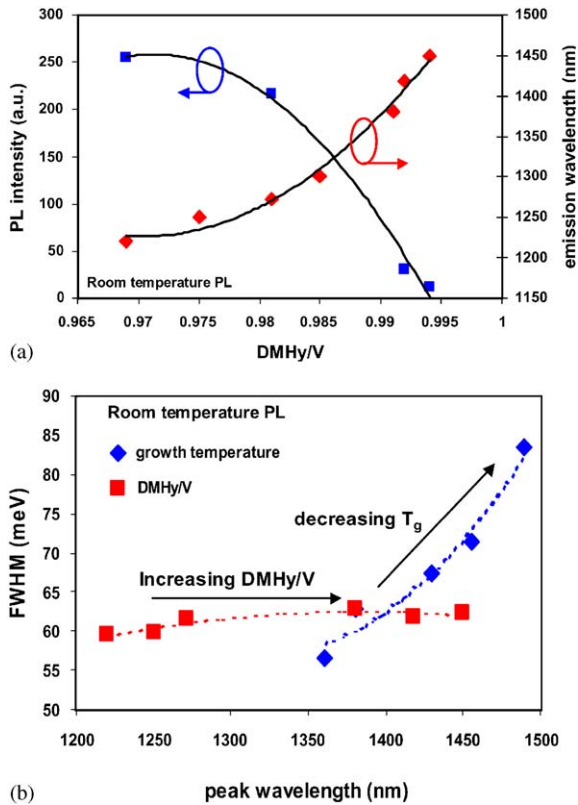 300
250
200
150
100
50
0
PL intensity (a.u.)
1500
1450
1400
1350
1300
1250
1200
1150
emission wavelength (nm)
Room temperature PL
0.965 0.97 0.975 0.98 0.985 0.99 0.995 1
DMHy/V
(a)
90
85
80
75
70
65
60
55
50
FWHM (meV)
Room temperature PL
growth temperature
DMHy/V
decreasing Tg
Increasing DMHy/V
1200 1250 1300 1350 1400 1450 1500
peak wavelength (nm)
(b)